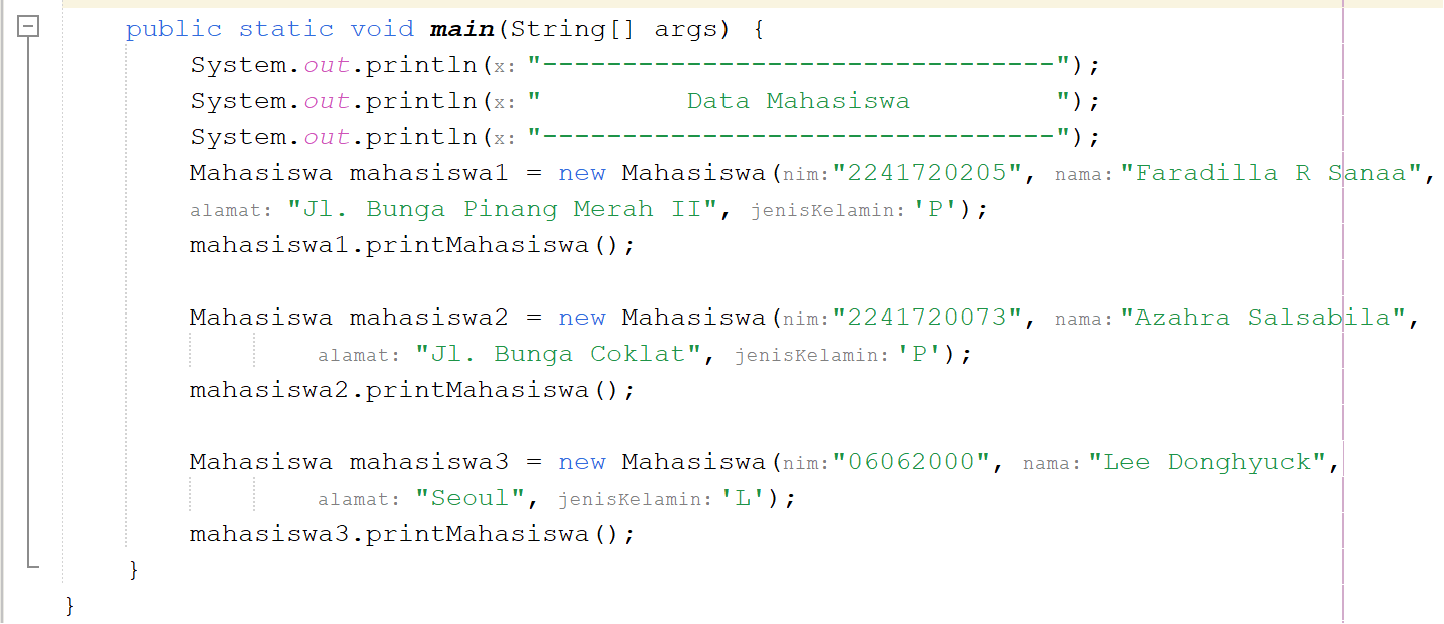 public static void main(String[] args) {
System.out.println(x: "--------------------------------");
System.out.println(x: "         Data Mahasiswa         ");
System.out.println(x: "--------------------------------");
Mahasiswa mahasiswa1 = new Mahasiswa(nim:"2241720205", nama:"Faradilla R Sanaa",
alamat: "Jl. Bunga Pinang Merah II", jenisKelamin:'P');
mahasiswa1.printMahasiswa();
Mahasiswa mahasiswa2 = new Mahasiswa(nim:"2241720073", nama:"Azahra Salsabila",
alamat: "Jl. Bunga Coklat", jenisKelamin:'P');
mahasiswa2.printMahasiswa();
Mahasiswa mahasiswa3 = new Mahasiswa(nim:"06062000", nama:"Lee Donghyuck",
alamat: "Seoul", jenisKelamin:'L');
mahasiswa3.printMahasiswa();
}
}